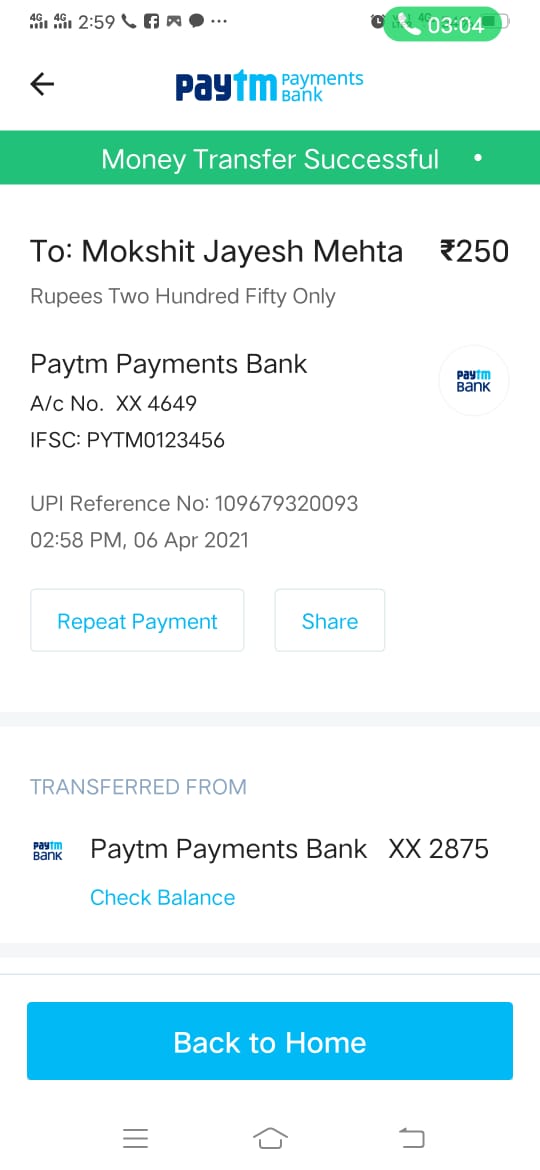 4G 4G 2:59
03:04
paytm Payments Bank
Money Transfer Successful
To: Mokshit Jayesh Mehta ₹250
Rupees Two Hundred Fifty Only
Paytm Payments Bank
paytm
BANK
A/c No. XX 4649
IFSC: PYTM0123456
UPI Reference No: 109679320093
02:58 PM, 06 Apr 2021
Repeat Payment Share
TRANSFERRED FROM
paytm
BANK
Paytm Payments Bank XX 2875
Check Balance
Back to Home